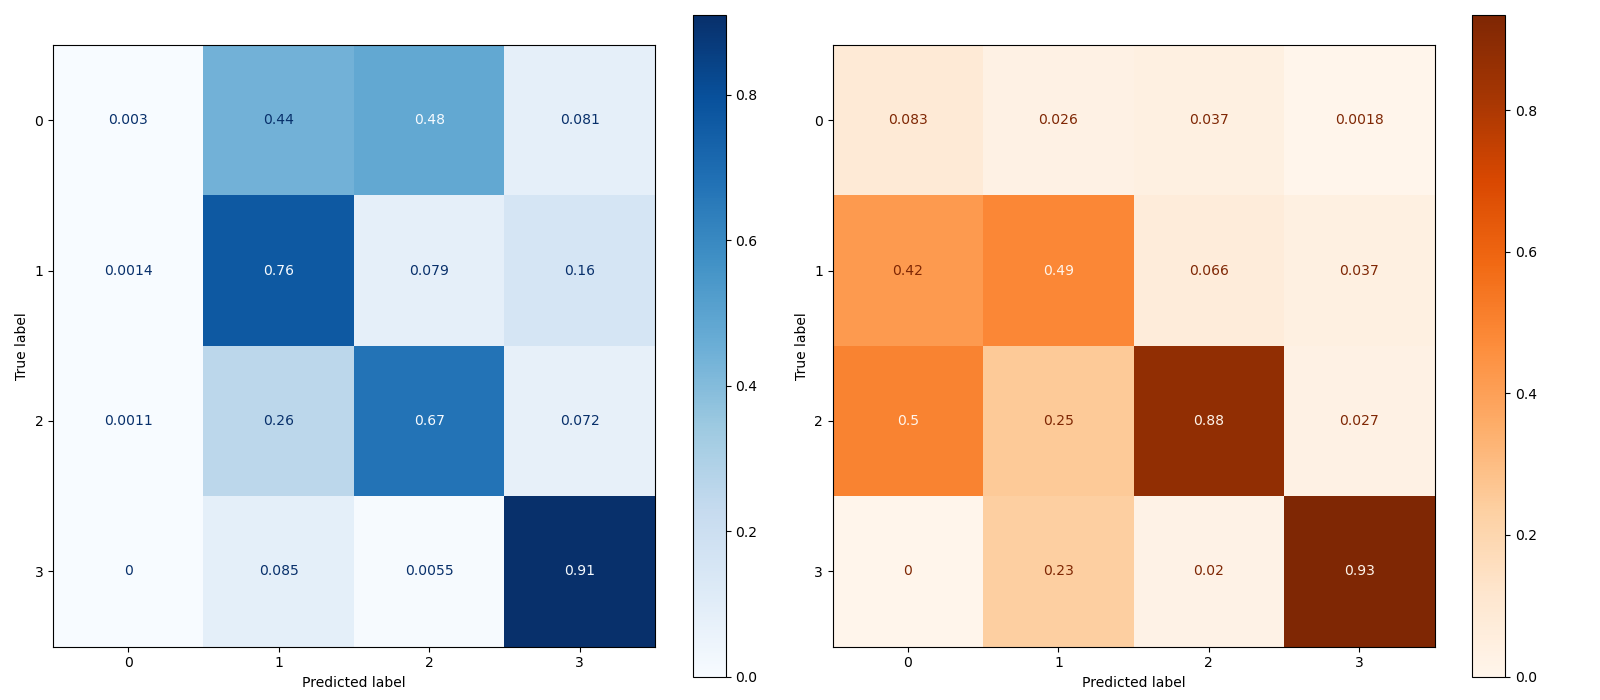 0.003 0.44 0.48 0.081
0.0014 0.76 0.079 0.16
0.0011 0.26 0.67 0.072
0 0.085 0.0055 0.91
0
1
2
3
True label
0 1 2 3
Predicted label
0.8
0.6
0.4
0.2
0.0
0.083 0.026 0.037 0.0018
0.42 0.49 0.066 0.037
0.5 0.25 0.88 0.027
0 0.23 0.02 0.93
0
1
2
3
True label
0 1 2 3
Predicted label
0.8
0.6
0.4
0.2
0.0